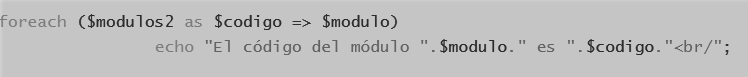 foreach ($modulos2 as $codigo => $modulo)
echo "El código del módulo ".$modulo." es ".$codigo."<br/";